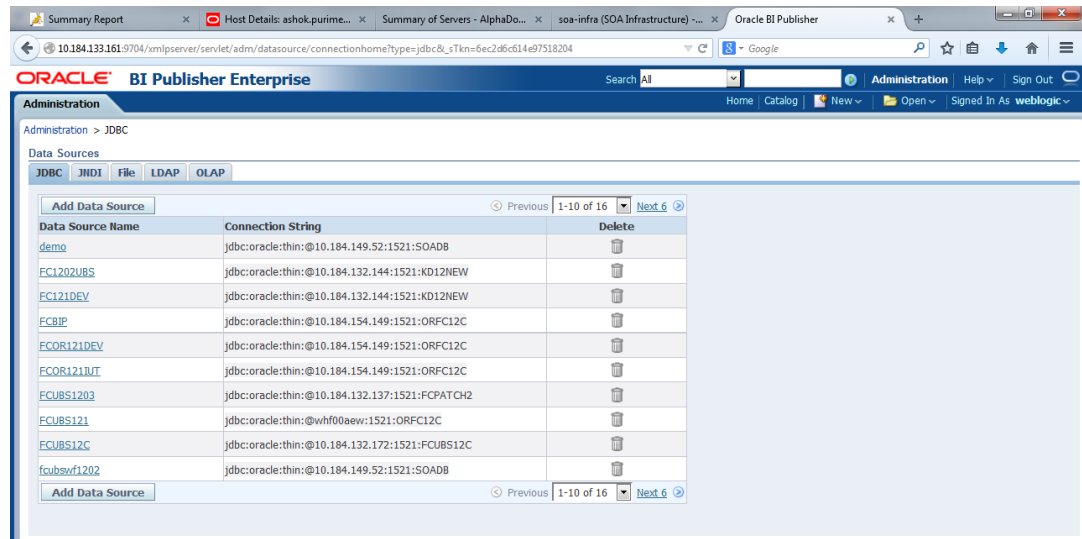 Summary Report × Host Details: ashok.purime... × Summary of Servers - AlphaDo... × soa-infra (SOA Infrastructure) -... × Oracle BI Publisher × +
10.184.133.161:9704/xmlpserver/servlet/adm/datasource/connectionhome?type=jdbc&_sTkn=6ec2d6c614e97518204 Google
ORACLE BI Publisher Enterprise Search All Administration Help Sign Out
Administration Home Catalog New Open Signed In As weblogic
Administration > JDBC
Data Sources
JDBC JNDI File LDAP OLAP
Add Data Source Previous 1-10 of 16 Next 6
Data Source Name Connection String Delete
demo jdbc:oracle:thin:@10.184.149.52:1521:SOADB
FC1202UBS jdbc:oracle:thin:@10.184.132.144:1521:KD12NEW
FC121DEV jdbc:oracle:thin:@10.184.132.144:1521:KD12NEW
FCBIP jdbc:oracle:thin:@10.184.154.149:1521:ORFC12C
FCOR121DEV jdbc:oracle:thin:@10.184.154.149:1521:ORFC12C
FCOR121IUT jdbc:oracle:thin:@10.184.154.149:1521:ORFC12C
FCUBS1203 jdbc:oracle:thin:@10.184.132.137:1521:FCPATCH2
FCUBS121 jdbc:oracle:thin:@whf00aew:1521:ORFC12C
FCUBS12C jdbc:oracle:thin:@10.184.132.172:1521:FCUBS12C
fcubswf1202 jdbc:oracle:thin:@10.184.149.52:1521:SOADB
Add Data Source Previous 1-10 of 16 Next 6